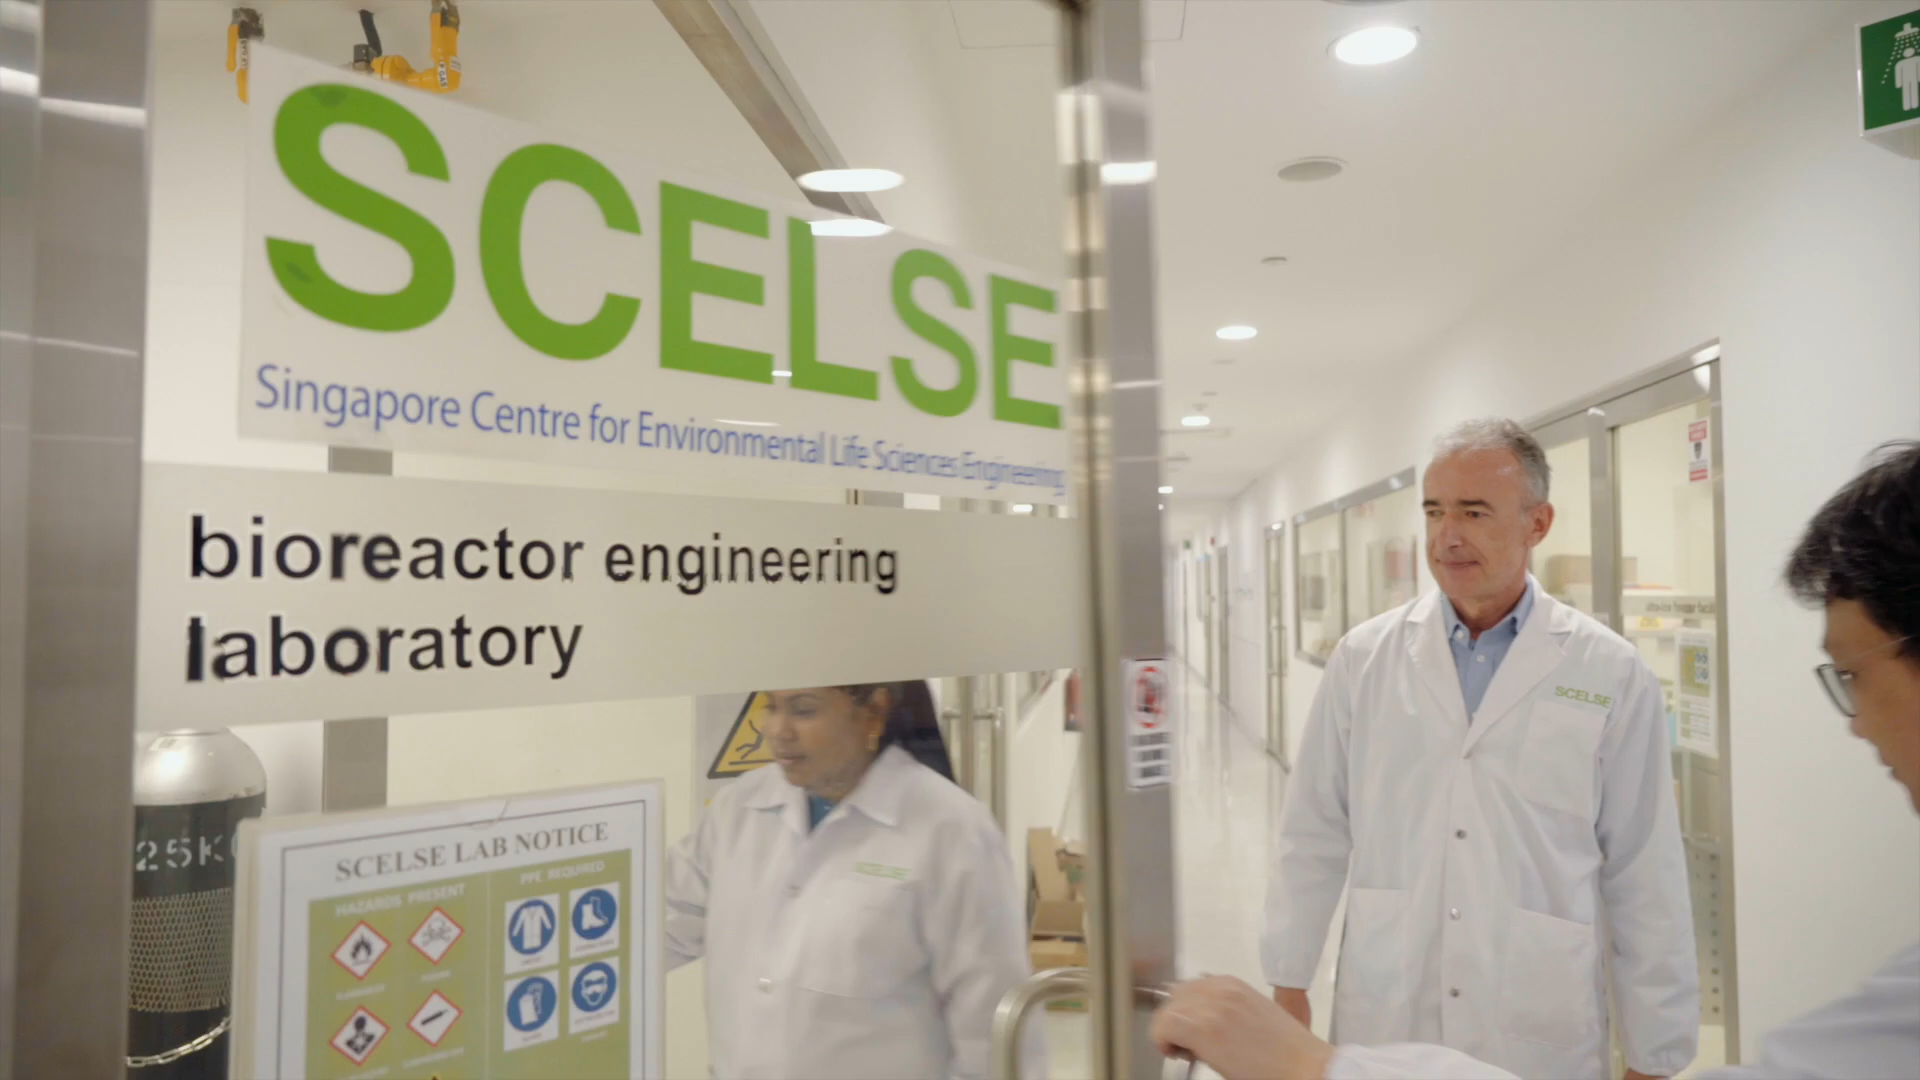 SCELSE
Singapore Centre for Environmental Life Sciences Engineering
bioreactor engineering
laboratory
25K
SCELSE LAB NOTICE
HAZARDS PRESENT
PPE REQUIRED
SCELSE